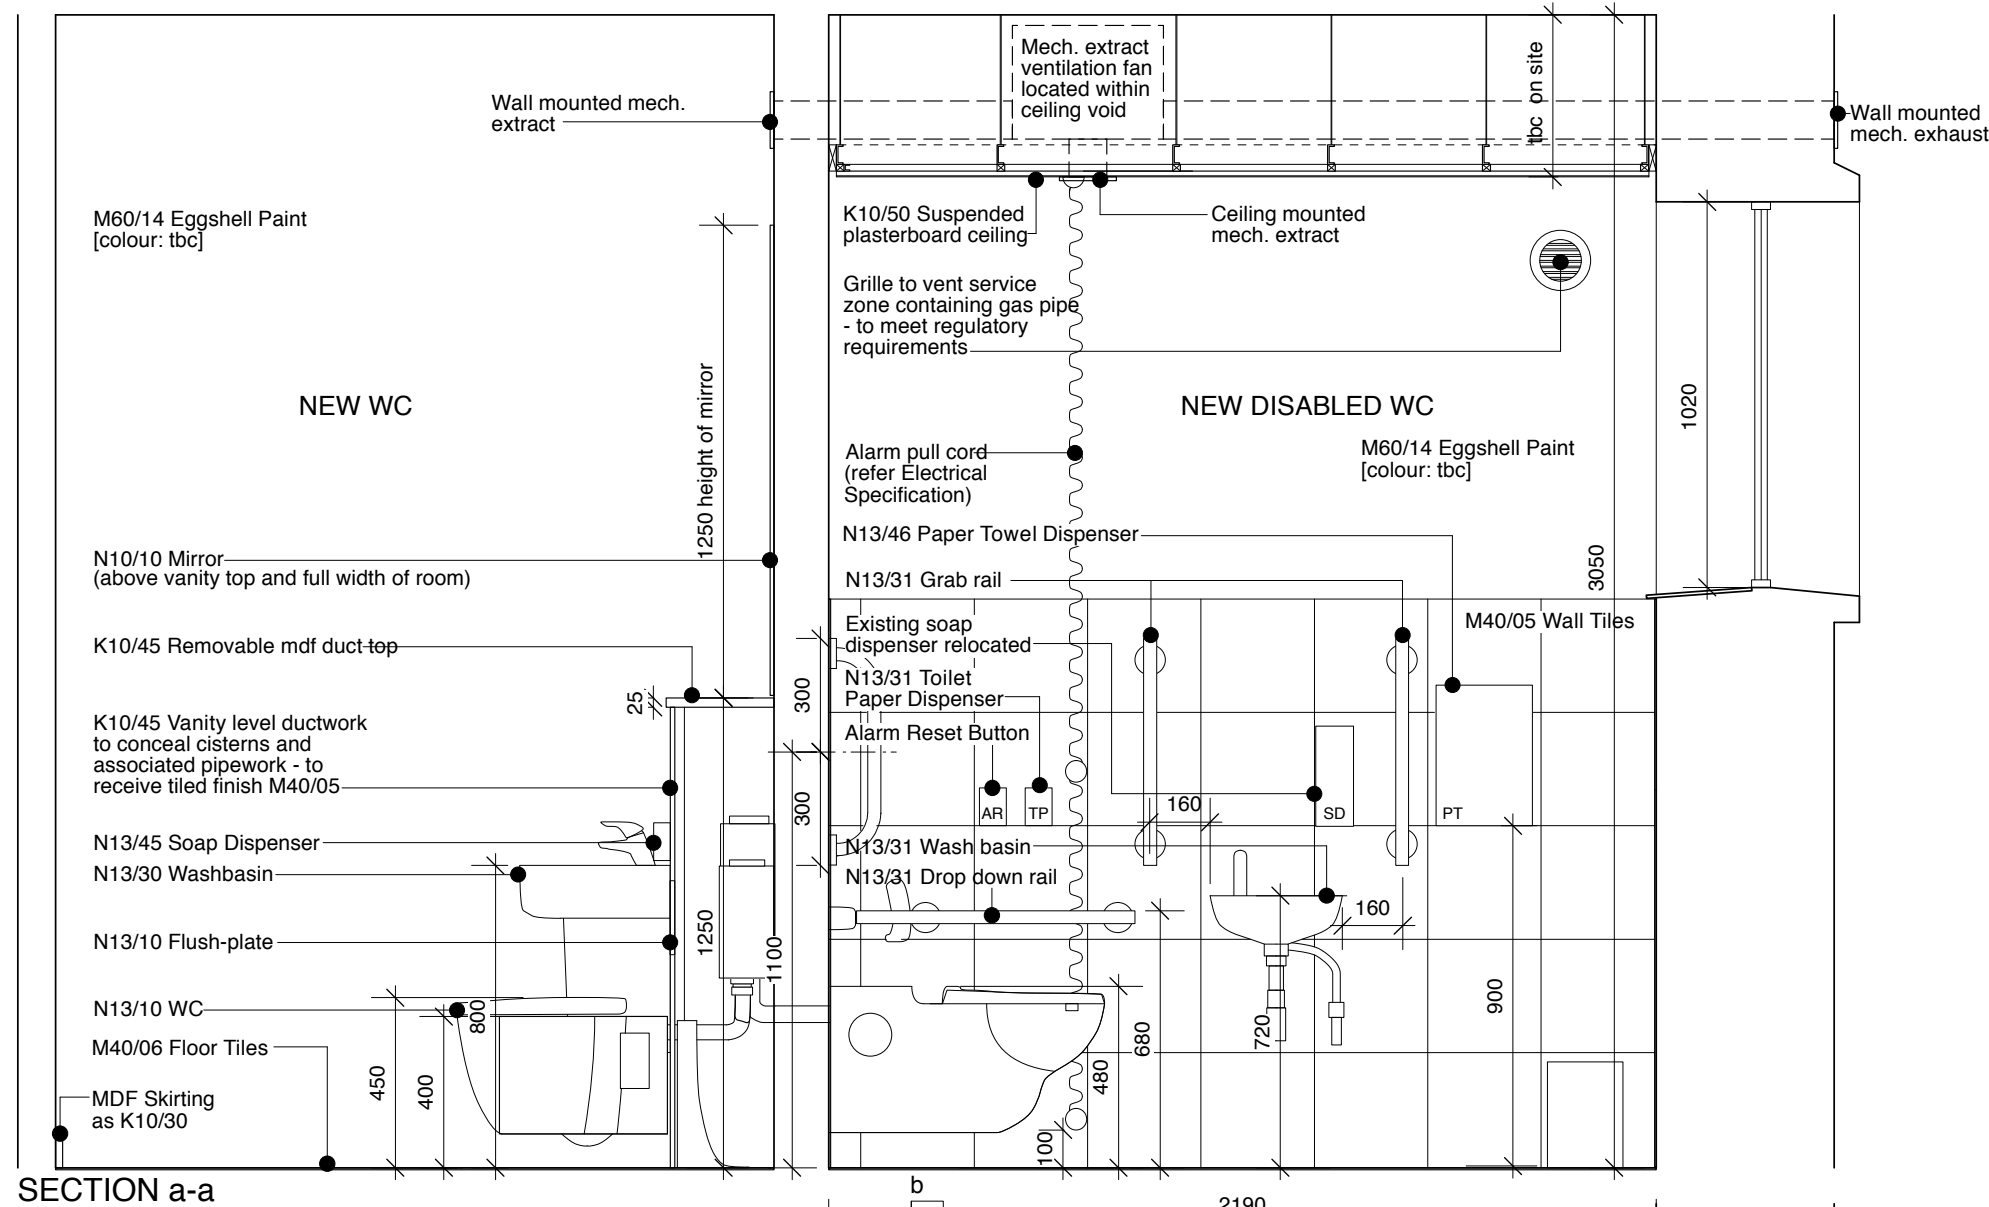 Mech. extract
ventilation fan
located within
ceiling void
tbc on site
Wall mounted mech.
extract
Wall mounted
mech. exhaust
M60/14 Eggshell Paint
[colour: tbc]
K10/50 Suspended
plasterboard ceiling
Ceiling mounted
mech. extract
Grille to vent service
zone containing gas pipe
- to meet regulatory
requirements
NEW WC
1250 height of mirror
NEW DISABLED WC
1020
Alarm pull cord
(refer Electrical
Specification)
M60/14 Eggshell Paint
[colour: tbc]
N13/46 Paper Towel Dispenser
3050
N10/10 Mirror
(above vanity top and full width of room)
N13/31 Grab rail
Existing soap
dispenser relocated
M40/05 Wall Tiles
K10/45 Removable mdf duct top
N13/31 Toilet
Paper Dispenser
25
300
K10/45 Vanity level ductwork
to conceal cisterns and
associated pipework - to
receive tiled finish M40/05
Alarm Reset Button
300
AR
TP
160
SD
PT
N13/45 Soap Dispenser
N13/31 Wash basin
N13/30 Washbasin
N13/31 Drop down rail
160
N13/10 Flush-plate
1250
1100
N13/10 WC
800
900
720
680
M40/06 Floor Tiles
450
400
480
MDF Skirting
as K10/30
100
SECTION a-a
b
2190